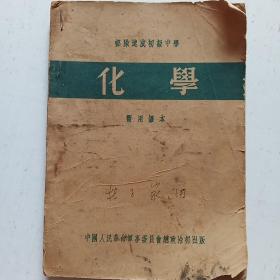 部隊速成初級中學
化學
暫用課本
中國人民革命軍事委員會總政治部出版